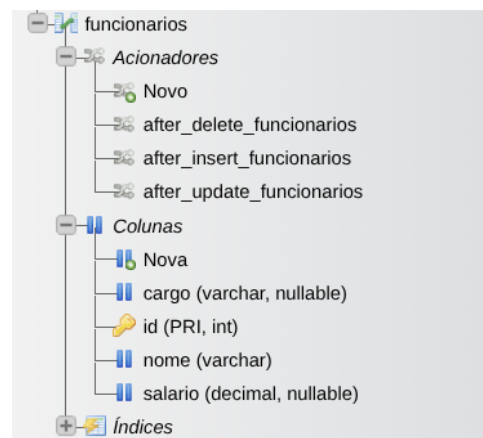 funcionarios
Acionadores
Novo
after_delete_funcionarios
after_insert_funcionarios
after_update_funcionarios
Colunas
Nova
cargo (varchar, nullable)
id (PRI, int)
nome (varchar)
salario (decimal, nullable)
Índices